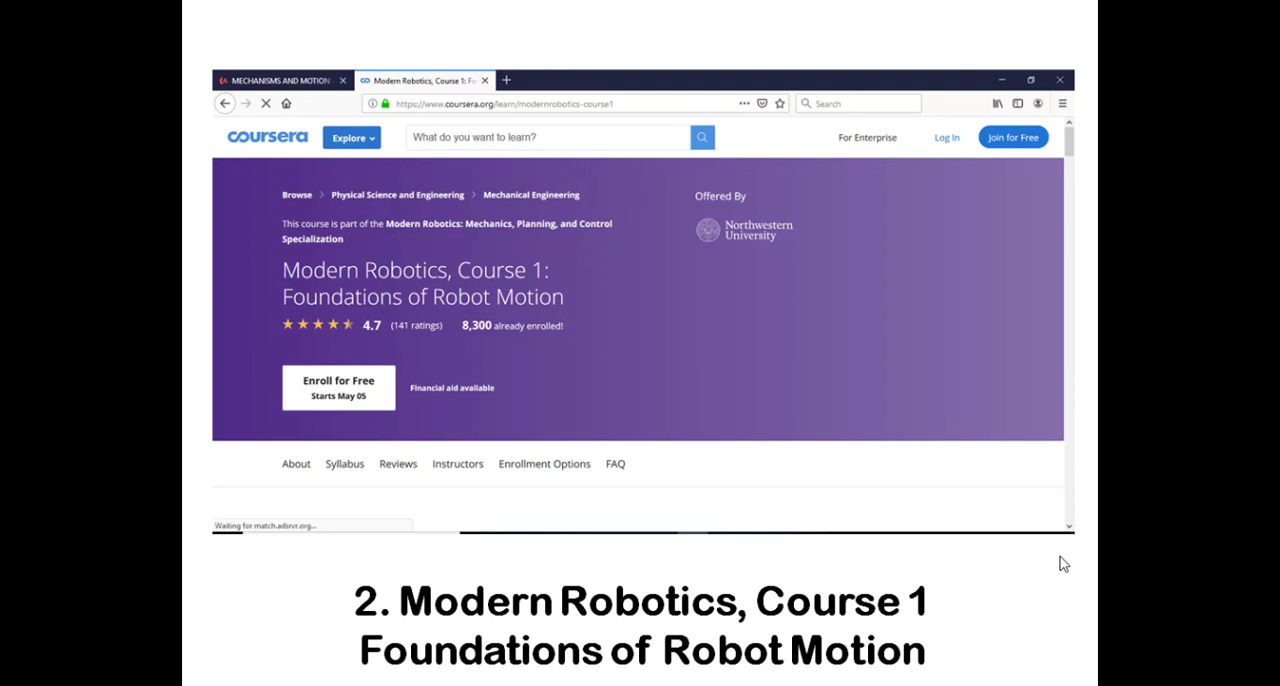 MECHANISMS AND MOTION
Modern Robotics, Course 1: Fo
https://www.coursera.org/learn/modernrobotics-course1
Search
coursera
Explore
What do you want to learn?
For Enterprise
Log In
Join for Free
Browse > Physical Science and Engineering > Mechanical Engineering
Offered By
This course is part of the Modern Robotics: Mechanics, Planning, and Control
Specialization
Northwestern
University
Modern Robotics, Course 1:
Foundations of Robot Motion
4.7 (141 ratings) 8,300 already enrolled!
Enroll for Free
Starts May 05
Financial aid available
About Syllabus Reviews Instructors Enrollment Options FAQ
Waiting for match.adsrvr.org...
2. Modern Robotics, Course 1
Foundations of Robot Motion